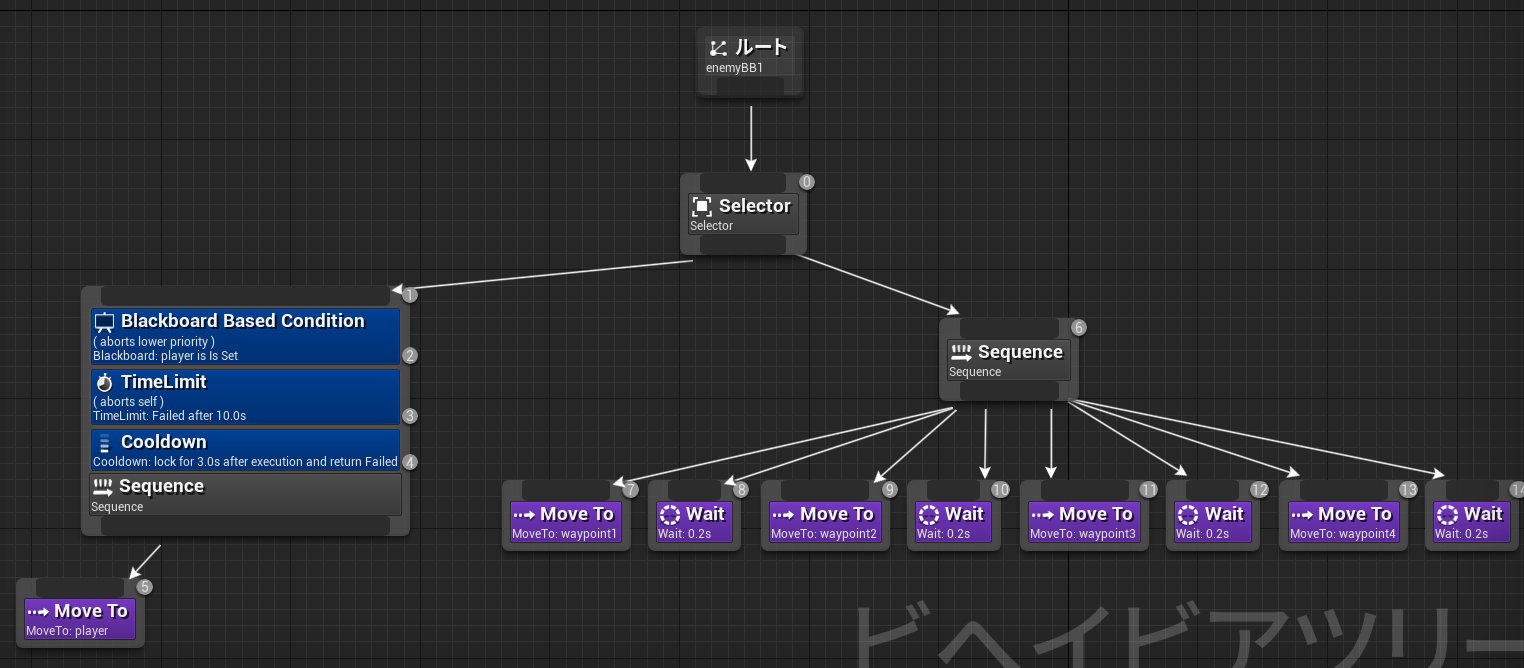 ルート
enemyBB1
0
Selector
Selector
1
Blackboard Based Condition
( aborts lower priority )
Blackboard: player is Is Set
2
TimeLimit
( aborts self )
TimeLimit: Failed after 10.0s
3
Cooldown
Cooldown: lock for 3.0s after execution and return Failed
4
Sequence
Sequence
5
Move To
MoveTo: player
6
Sequence
Sequence
7
Move To
MoveTo: waypoint1
8
Wait
Wait: 0.2s
9
Move To
MoveTo: waypoint2
10
Wait
Wait: 0.2s
11
Move To
MoveTo: waypoint3
12
Wait
Wait: 0.2s
13
Move To
MoveTo: waypoint4
14
Wait
Wait: 0.2s
ビヘイビアツリー